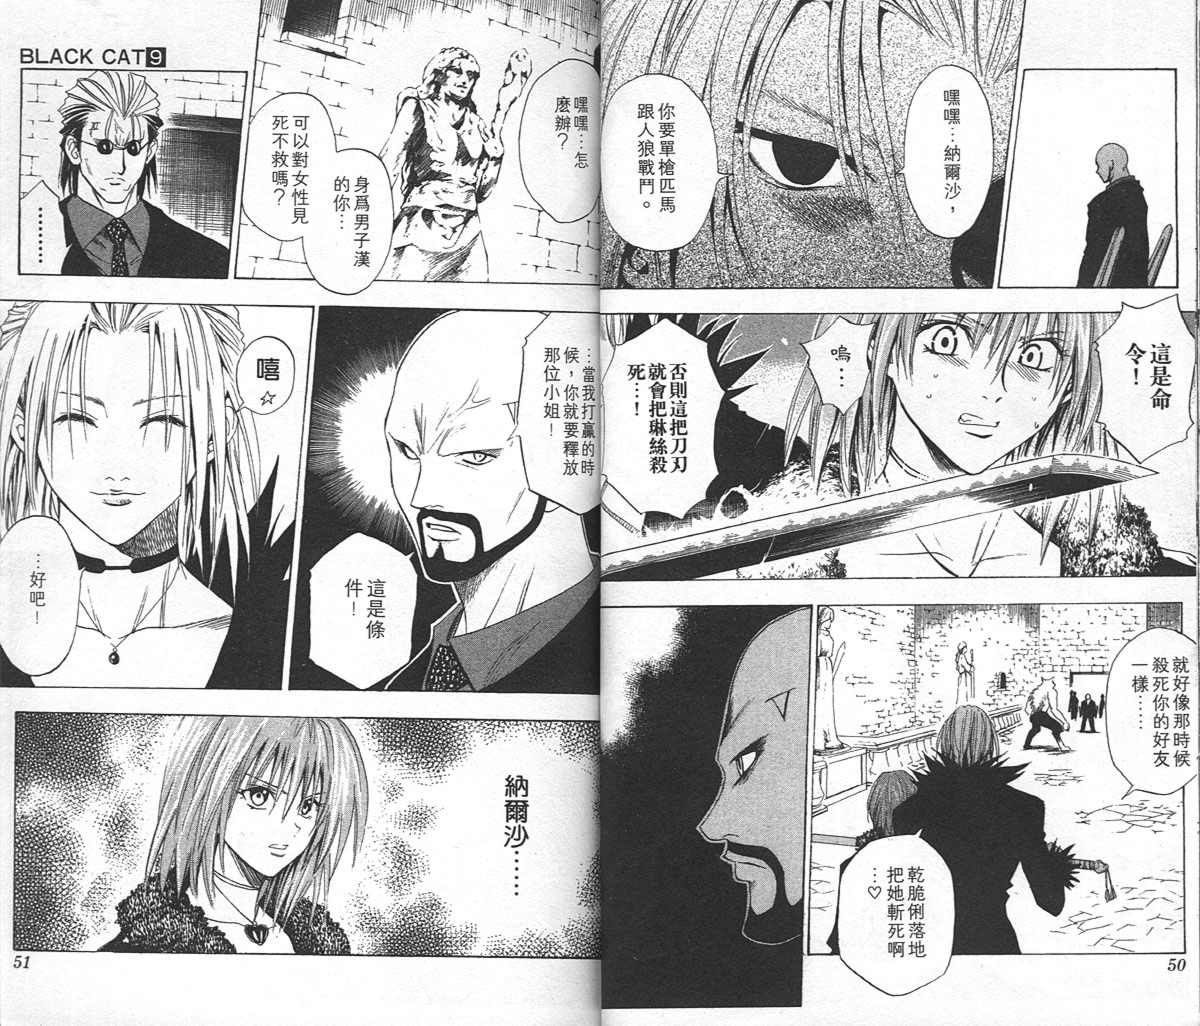 嘿嘿…納爾沙，
你要單槍匹馬
跟人狼戰鬥。
這是命
令！
嗚…
否則這把刀刃
就會把琳絲殺
死…！
就好像那時候
殺死你的好友
一樣……
乾脆俐落地
把她斬死啊
…♡
50
BLACK CAT 9
嘿嘿…怎
麼辦？
身爲男子漢
的你…
可以對女性見
死不救嗎？
………
…當我打贏的時
候，你就要釋放
那位小姐！
這是條
件！
嘻☆
…好吧！
納爾沙……
51